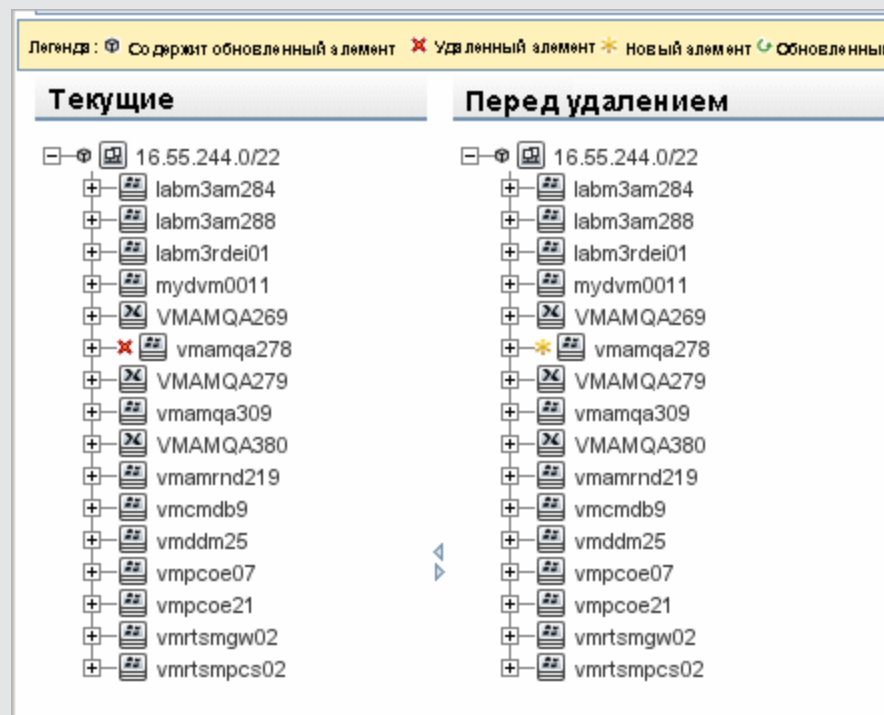 Легенда: Содержит обновленный элемент Удаленный элемент Новый элемент Обновленный
Текущие
16.55.244.0/22
labm3am284
labm3am288
labm3rdei01
mydvm0011
VMAMQA269
vmamqa278
VMAMQA279
vmamqa309
VMAMQA380
vmamrnd219
vmcmdb9
vmddm25
vmpcoe07
vmpcoe21
vmrtsmgw02
vmrtsmpcs02
Перед удалением
16.55.244.0/22
labm3am284
labm3am288
labm3rdei01
mydvm0011
VMAMQA269
vmamqa278
VMAMQA279
vmamqa309
VMAMQA380
vmamrnd219
vmcmdb9
vmddm25
vmpcoe07
vmpcoe21
vmrtsmgw02
vmrtsmpcs02